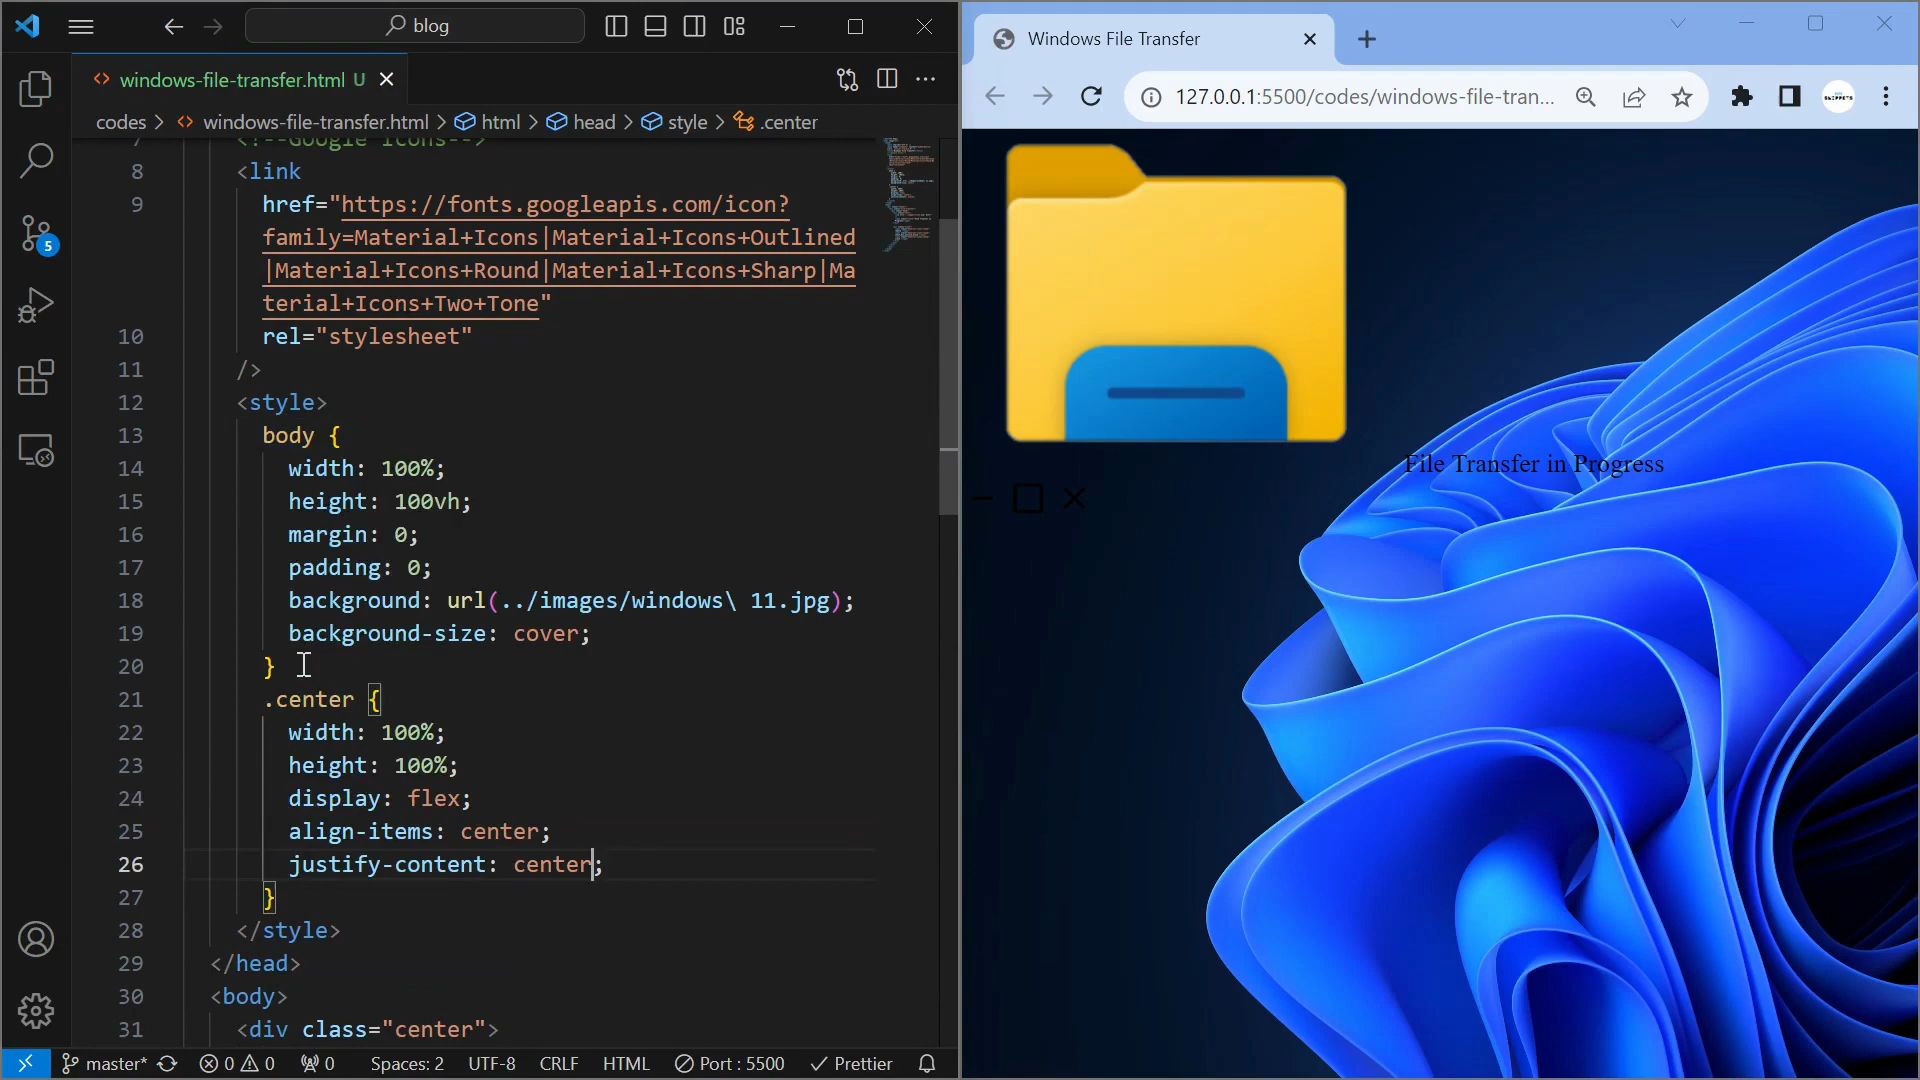 blog
windows-file-transfer.html U
codes > windows-file-transfer.html > html > head > style > .center
7 <!--Google Icons-->
8 <link
9 href="https://fonts.googleapis.com/icon?
family=Material+Icons|Material+Icons+Outlined
|Material+Icons+Round|Material+Icons+Sharp|Ma
terial+Icons+Two+Tone"
10 rel="stylesheet"
11 />
12 <style>
13 body {
14 width: 100%;
15 height: 100vh;
16 margin: 0;
17 padding: 0;
18 background: url(../images/windows\ 11.jpg);
19 background-size: cover;
20 }
21 .center {
22 width: 100%;
23 height: 100%;
24 display: flex;
25 align-items: center;
26 justify-content: center;
27 }
28 </style>
29 </head>
30 <body>
31 <div class="center">
5
master* 0 0 0 Spaces: 2 UTF-8 CRLF HTML Port : 5500 Prettier
Windows File Transfer
127.0.0.1:5500/codes/windows-file-tran...
File Transfer in Progress